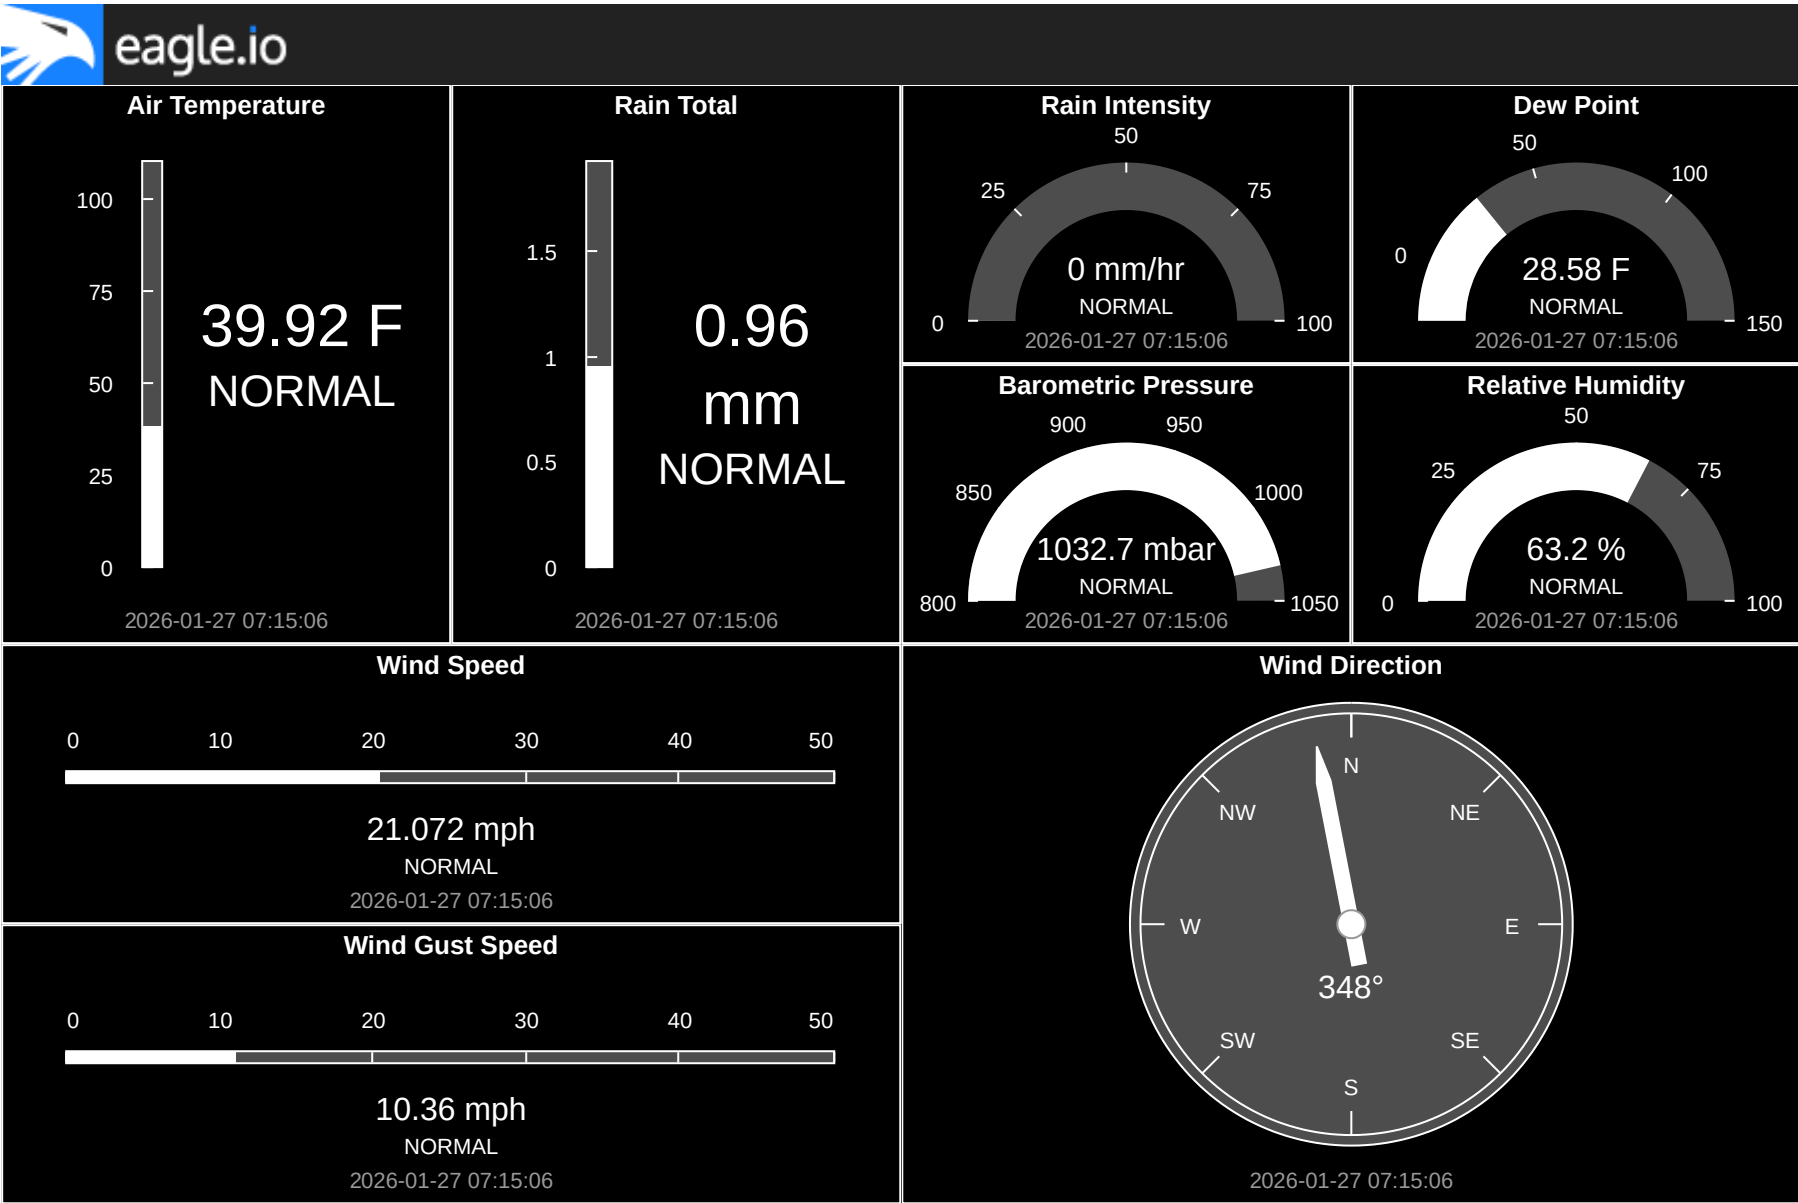 eagle.io
Air Temperature
100
75
50
25
0
39.92 F
NORMAL
2026-01-27 07:15:06
Rain Total
1.5
1
0.5
0
0.96
mm
NORMAL
2026-01-27 07:15:06
Rain Intensity
50
25
75
0
100
0 mm/hr
NORMAL
2026-01-27 07:15:06
Dew Point
50
100
0
150
28.58 F
NORMAL
2026-01-27 07:15:06
Barometric Pressure
900
950
850
1000
800
1050
1032.7 mbar
NORMAL
2026-01-27 07:15:06
Relative Humidity
50
25
75
0
100
63.2 %
NORMAL
2026-01-27 07:15:06
Wind Speed
0 10 20 30 40 50
21.072 mph
NORMAL
2026-01-27 07:15:06
Wind Gust Speed
0 10 20 30 40 50
10.36 mph
NORMAL
2026-01-27 07:15:06
Wind Direction
N
NW NE
W E
348°
SW SE
S
2026-01-27 07:15:06